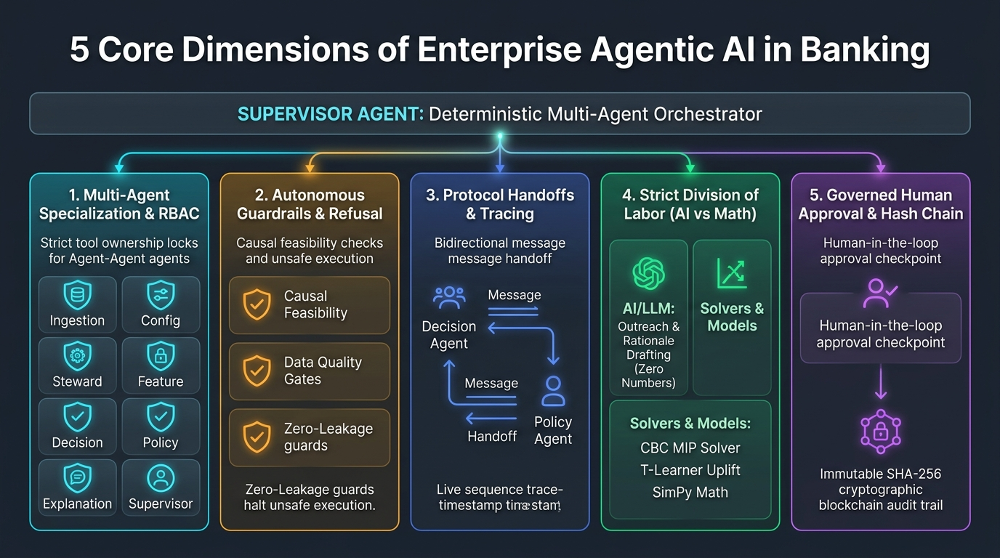 5 Core Dimensions of Enterprise Agentic AI in Banking
SUPERVISOR AGENT: Deterministic Multi-Agent Orchestrator
1. Multi-Agent
Specialization & RBAC
Strict tool ownership locks
for Agent-Agent agents
Ingestion
Config
Steward
Feature
Decision
Policy
Explanation
Supervisor
2. Autonomous
Guardrails & Refusal
Causal feasibility checks
and unsafe execution
Causal
Feasibility
Data Quality
Gates
Zero-Leakage
guards
Zero-Leakage guards
halt unsafe execution.
3. Protocol Handoffs
& Tracing
Bidirectional message
message handoff
Message
Decision
Agent
Message
Handoff
Policy
Agent
Live sequence trace-
timestamp
4. Strict Division of
Labor (AI vs Math)
AI/LLM:
Outreach &
Rationale
Drafting
(Zero
Numbers)
Solvers &
Models
Solvers & Models:
CBC MIP Solver
T-Learner Uplift
SimPy Math
5. Governed Human
Approval & Hash Chain
Human-in-the-loop
approval checkpoint
Human-in-the-loop
approval checkpoint
Immutable SHA-256
cryptographic
blockchain audit trail